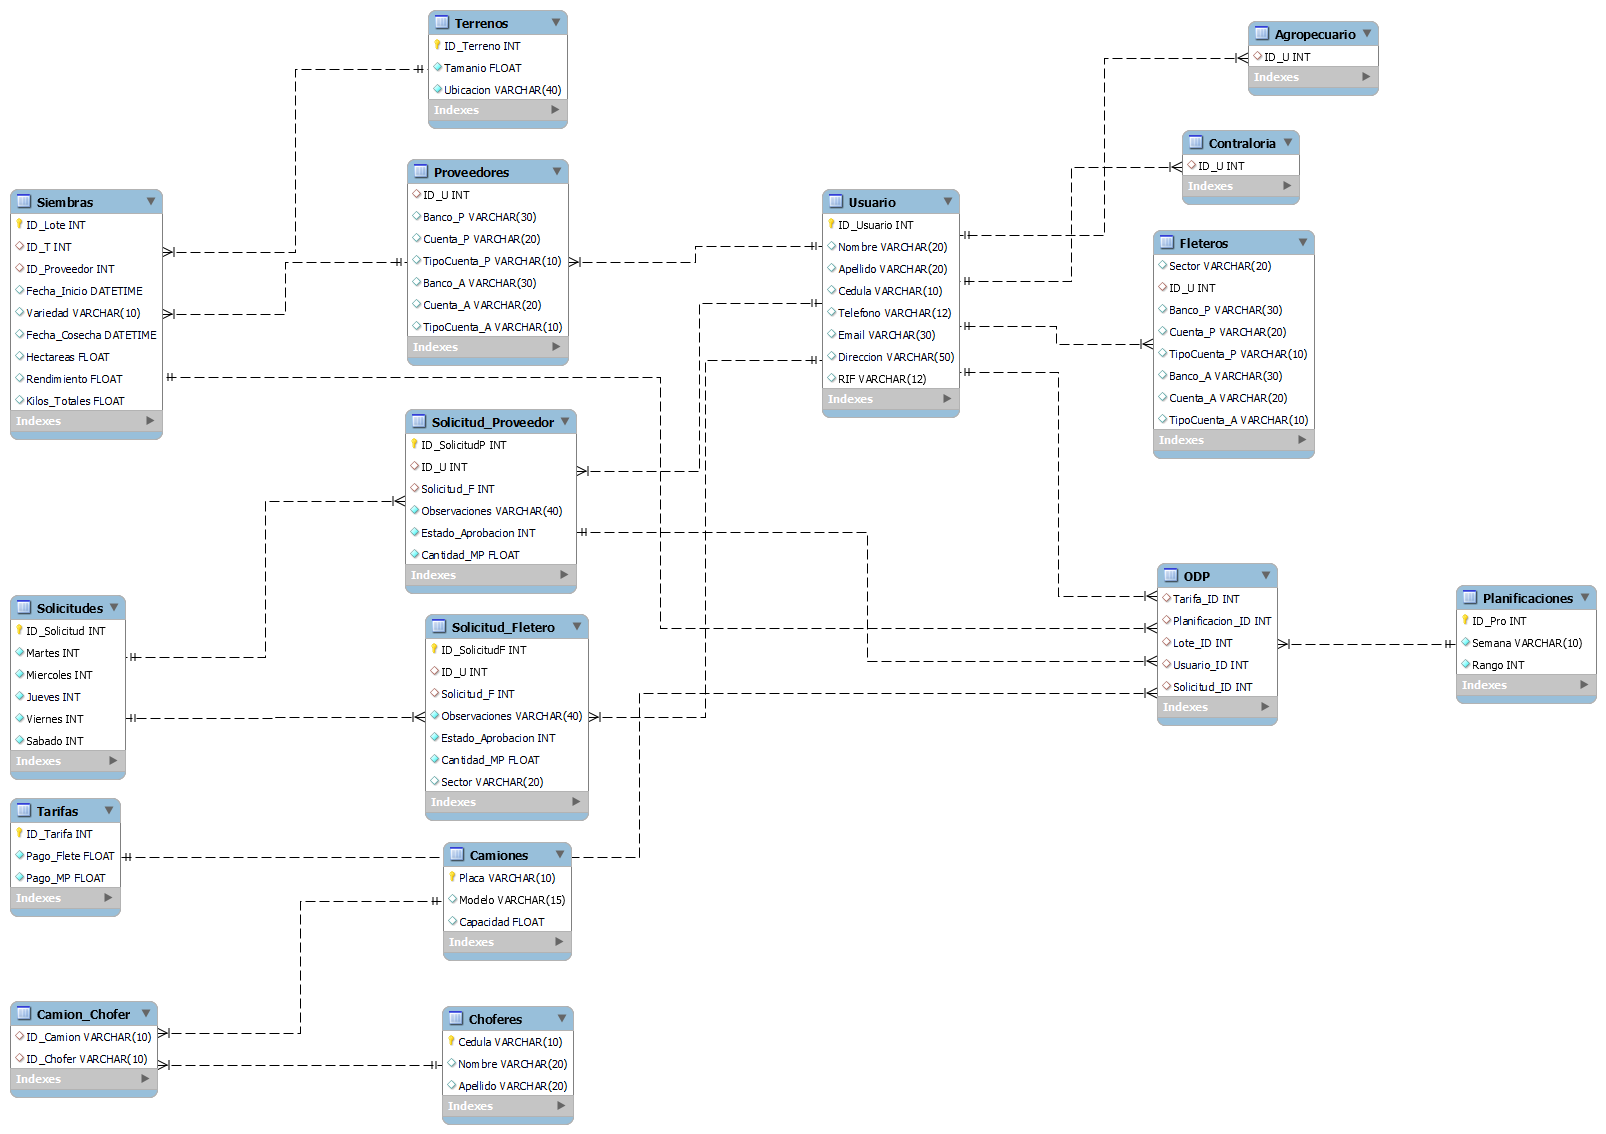 Terrenos
ID_Terreno INT
Tamanio FLOAT
Ubicacion VARCHAR(40)
Indexes
Agropecuario
ID_U INT
Indexes
Contraloria
ID_U INT
Indexes
Proveedores
ID_U INT
Banco_P VARCHAR(30)
Cuenta_P VARCHAR(20)
TipoCuenta_P VARCHAR(10)
Banco_A VARCHAR(30)
Cuenta_A VARCHAR(20)
TipoCuenta_A VARCHAR(10)
Indexes
Siembras
ID_Lote INT
ID_T INT
ID_Proveedor INT
Fecha_Inicio DATETIME
Variedad VARCHAR(10)
Fecha_Cosecha DATETIME
Hectareas FLOAT
Rendimiento FLOAT
Kilos_Totales FLOAT
Indexes
Usuario
ID_Usuario INT
Nombre VARCHAR(20)
Apellido VARCHAR(20)
Cedula VARCHAR(10)
Telefono VARCHAR(12)
Email VARCHAR(30)
Direccion VARCHAR(50)
RIF VARCHAR(12)
Indexes
Fleteros
Sector VARCHAR(20)
ID_U INT
Banco_P VARCHAR(30)
Cuenta_P VARCHAR(20)
TipoCuenta_P VARCHAR(10)
Banco_A VARCHAR(30)
Cuenta_A VARCHAR(20)
TipoCuenta_A VARCHAR(10)
Indexes
Solicitud_Proveedor
ID_SolicitudP INT
ID_U INT
Solicitud_F INT
Observaciones VARCHAR(40)
Estado_Aprobacion INT
Cantidad_MP FLOAT
Indexes
Solicitudes
ID_Solicitud INT
Martes INT
Miercoles INT
Jueves INT
Viernes INT
Sabado INT
Indexes
Solicitud_Fletero
ID_SolicitudF INT
ID_U INT
Solicitud_F INT
Observaciones VARCHAR(40)
Estado_Aprobacion INT
Cantidad_MP FLOAT
Sector VARCHAR(20)
Indexes
ODP
Tarifa_ID INT
Planificacion_ID INT
Lote_ID INT
Usuario_ID INT
Solicitud_ID INT
Indexes
Planificaciones
ID_Pro INT
Semana VARCHAR(10)
Rango INT
Indexes
Tarifas
ID_Tarifa INT
Pago_Flete FLOAT
Pago_MP FLOAT
Indexes
Camiones
Placa VARCHAR(10)
Modelo VARCHAR(15)
Capacidad FLOAT
Indexes
Camion_Chofer
ID_Camion VARCHAR(10)
ID_Chofer VARCHAR(10)
Indexes
Choferes
Cedula VARCHAR(10)
Nombre VARCHAR(20)
Apellido VARCHAR(20)
Indexes